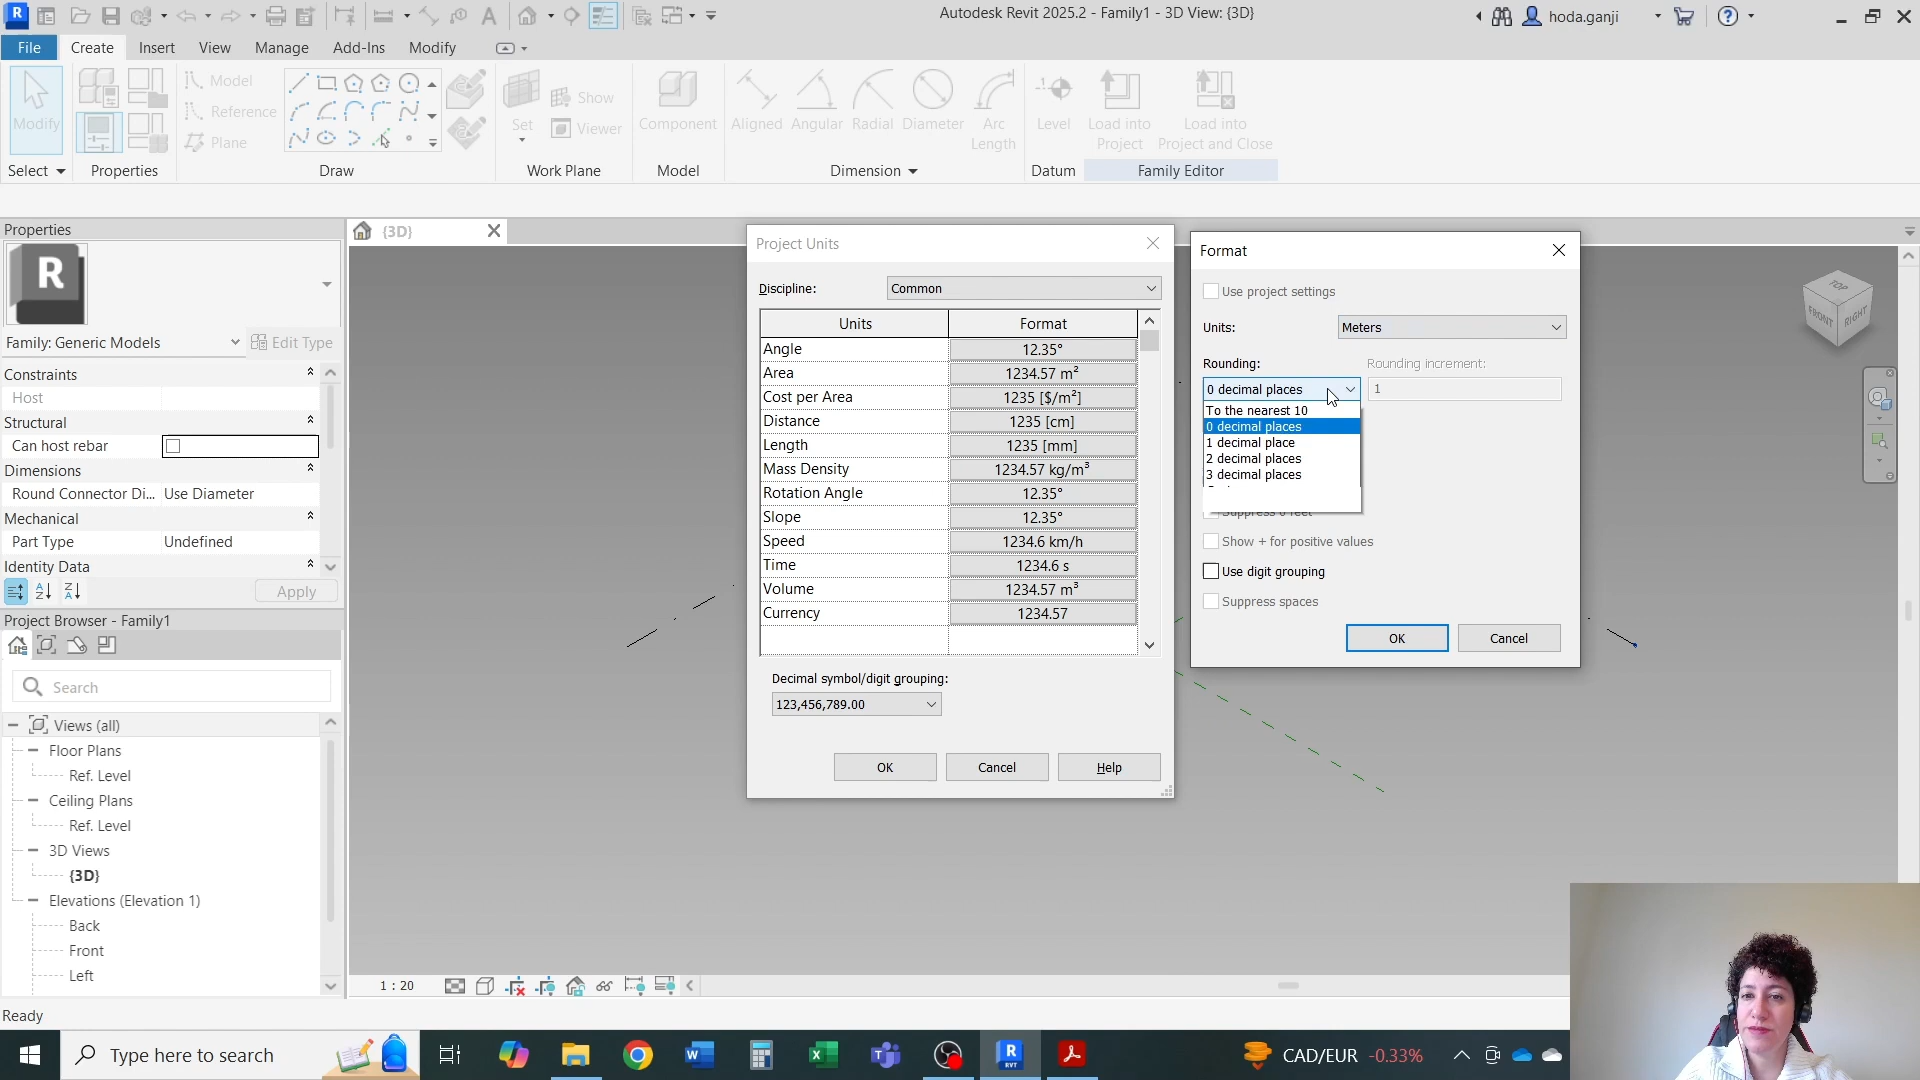 Autodesk Revit 2025.2 - Family1 - 3D View: {3D}
hoda.ganji
File Create Insert View Manage Add-Ins Modify
Modify
Model
Reference
Plane
Set
Show
Viewer
Component
Aligned Angular Radial Diameter Arc Length
Level
Load into Project
Load into Project and Close
Select Properties Draw Work Plane Model Dimension Datum Family Editor
Properties
R
Family: Generic Models
Edit Type
Constraints
Host
Structural
Can host rebar
Dimensions
Round Connector Di... Use Diameter
Mechanical
Part Type Undefined
Identity Data
Apply
Project Browser - Family1
Search
Views (all)
Floor Plans
Ref. Level
Ceiling Plans
Ref. Level
3D Views
{3D}
Elevations (Elevation 1)
Back
Front
Left
Ready
{3D}
Project Units
Discipline: Common
Units Format
Angle 12.35°
Area 1234.57 m²
Cost per Area 1235 [$/m²]
Distance 1235 [cm]
Length 1235 [mm]
Mass Density 1234.57 kg/m³
Rotation Angle 12.35°
Slope 12.35°
Speed 1234.6 km/h
Time 1234.6 s
Volume 1234.57 m³
Currency 1234.57
Decimal symbol/digit grouping:
123,456,789.00
OK Cancel Help
Format
Use project settings
Units: Meters
Rounding: Rounding increment:
0 decimal places 1
To the nearest 10
0 decimal places
1 decimal place
2 decimal places
3 decimal places
Suppress 0 feet
Show + for positive values
Use digit grouping
Suppress spaces
OK Cancel
TOP
FRONT
RIGHT
1 : 20
Type here to search
CAD/EUR -0.33%